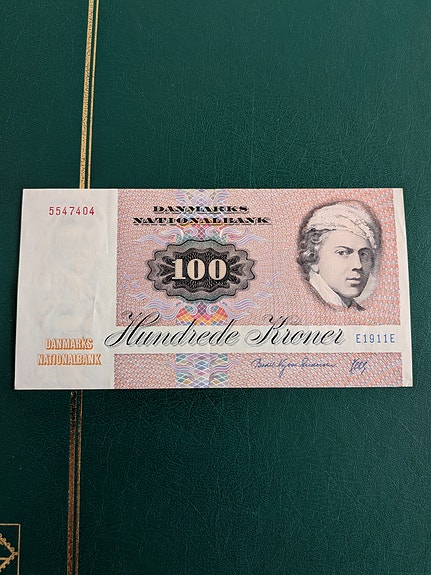 5547404
DANMARKS
NATIONALBANK
100
Hundrede Kroner
E1911E
DANMARKS
NATIONALBANK